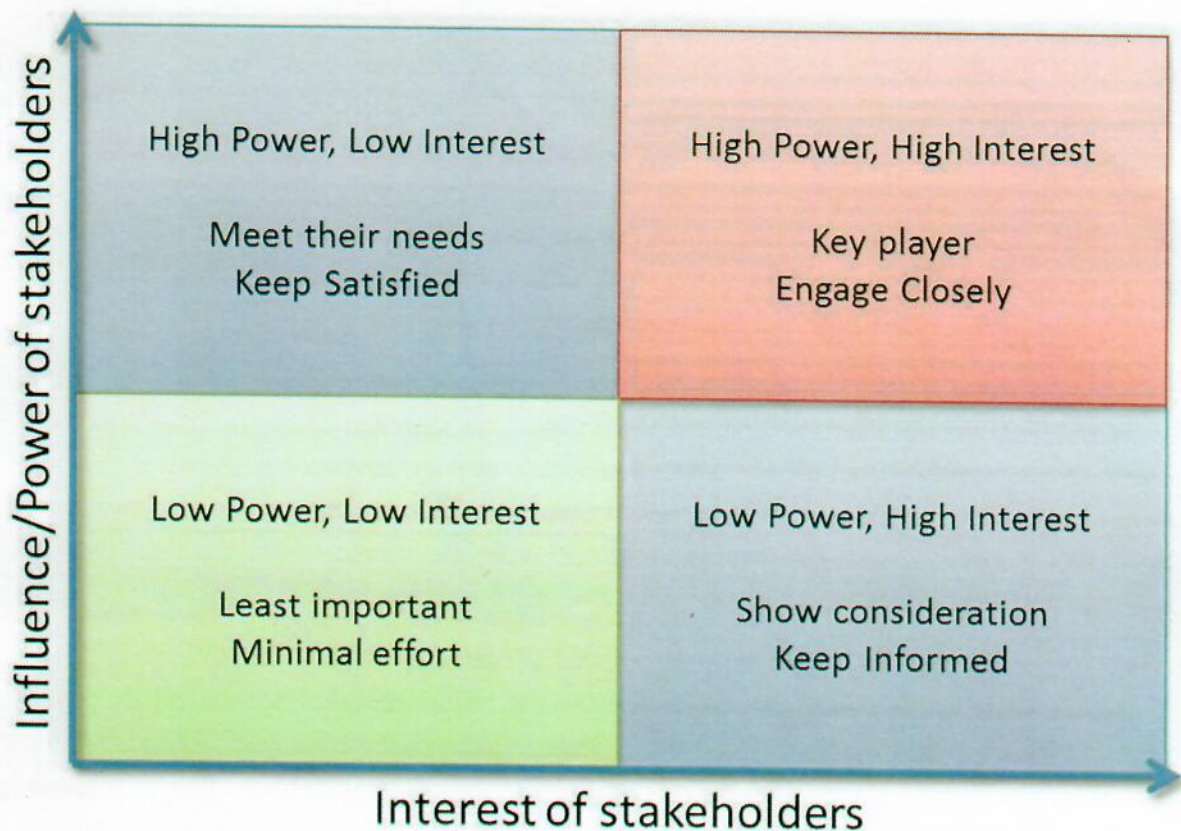 Influence/Power of stakeholders
High Power, Low Interest
Meet their needs
Keep Satisfied
High Power, High Interest
Key player
Engage Closely
Low Power, Low Interest
Least important
Minimal effort
Low Power, High Interest
Show consideration
Keep Informed
Interest of stakeholders